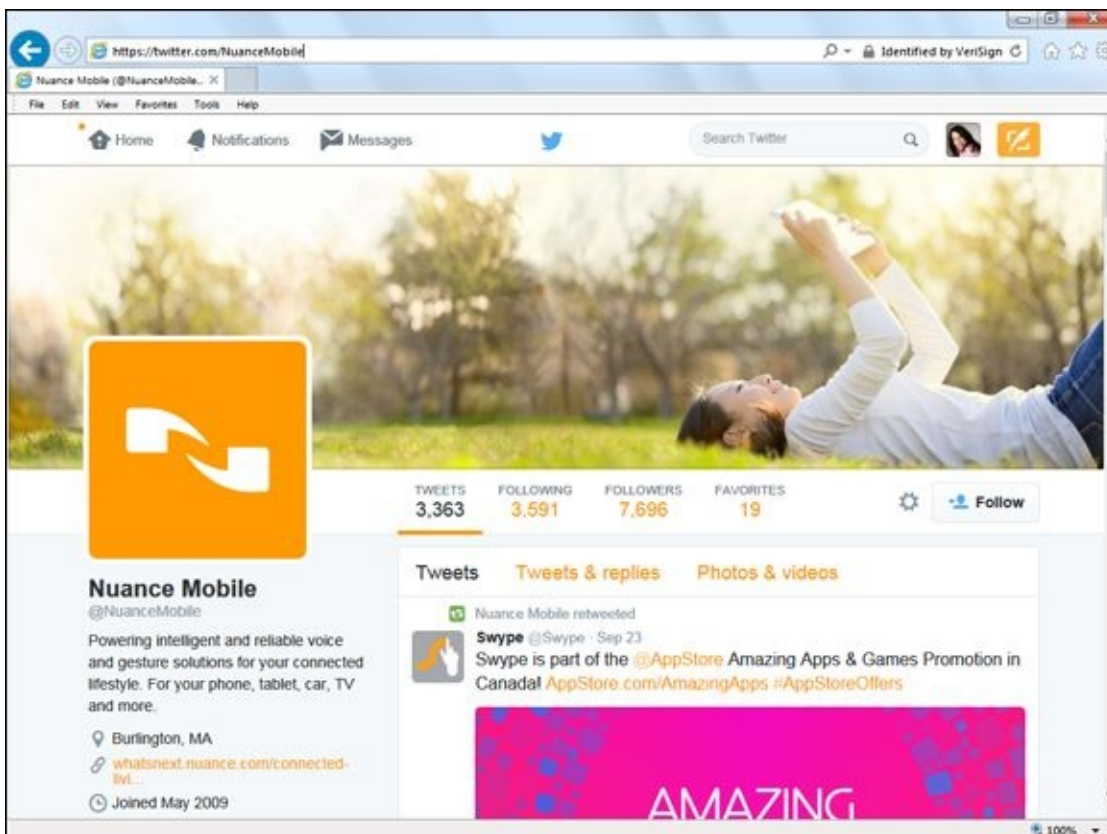 https://twitter.com/NuanceMobile
Identified by VeriSign
Nuance Mobile (@NuanceMobile..
File Edit View Favorites Tools Help
Home Notifications Messages
Search Twitter
TWEETS FOLLOWING FOLLOWERS FAVORITES
3,363 3,591 7,696 19
Follow
Nuance Mobile
@NuanceMobile
Powering intelligent and reliable voice
and gesture solutions for your connected
lifestyle. For your phone, tablet, car, TV
and more.
Burlington, MA
whatsnext.nuance.com/connected-
livi...
Joined May 2009
Tweets Tweets & replies Photos & videos
Nuance Mobile retweeted
Swype @Swype · Sep 23
Swype is part of the @AppStore Amazing Apps & Games Promotion in
Canada! AppStore.com/AmazingApps #AppStoreOffers
AMAZING
100%